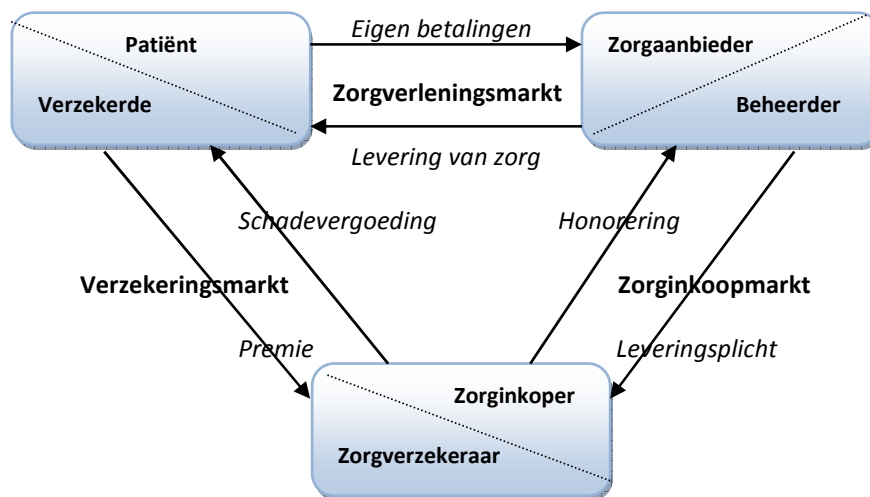 Patiënt
Eigen betalingen
Zorgaanbieder
Verzekerde
Zorgverleningsmarkt
Beheerder
Levering van zorg
Schadevergoeding
Honorering
Verzekeringsmarkt
Zorginkoopmarkt
Premie
Leveringsplicht
Zorginkoper
Zorgverzekeraar